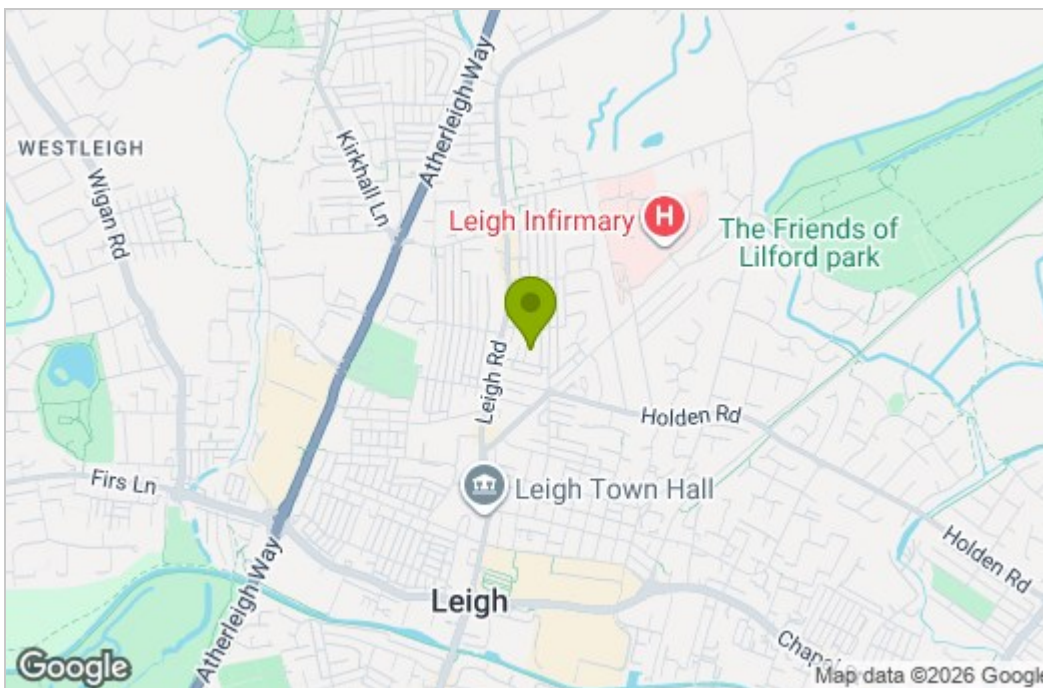 Atherleigh Way
WESTLEIGH
Kirkhall Ln
Wigan Rd
Leigh Infirmary
H
The Friends of
Lilford park
Leigh Rd
Holden Rd
Firs Ln
Leigh Town Hall
Holden Rd
Atherleigh Way
Leigh
Chapel
Google
Map data ©2026 Google